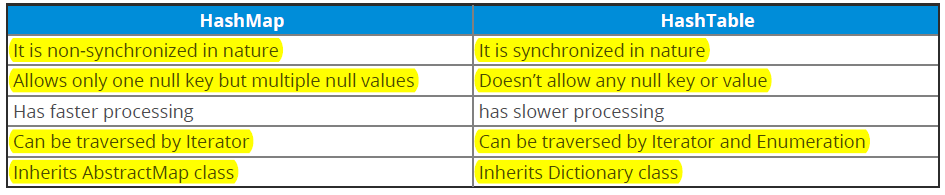 HashMap HashTable
It is non-synchronized in nature It is synchronized in nature
Allows only one null key but multiple null values Doesn’t allow any null key or value
Has faster processing has slower processing
Can be traversed by Iterator Can be traversed by Iterator and Enumeration
Inherits AbstractMap class Inherits Dictionary class